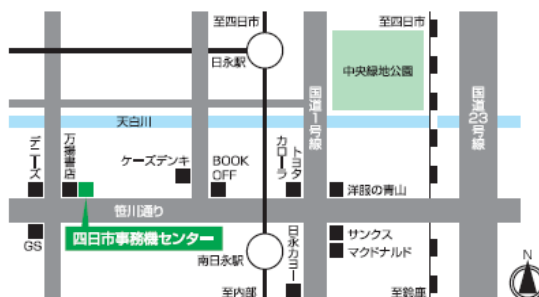 至四日市
至四日市
日永駅
中央緑地公園
国道1号線
国道23号線
天白川
デニーズ
万揚書店
ケーズデンキ
BOOK
OFF
トヨタ
カローラ
洋服の青山
笹川通り
四日市事務機センター
GS
南日永駅
日永カヨー
サンクス
マクドナルド
至内部
至鈴鹿
N